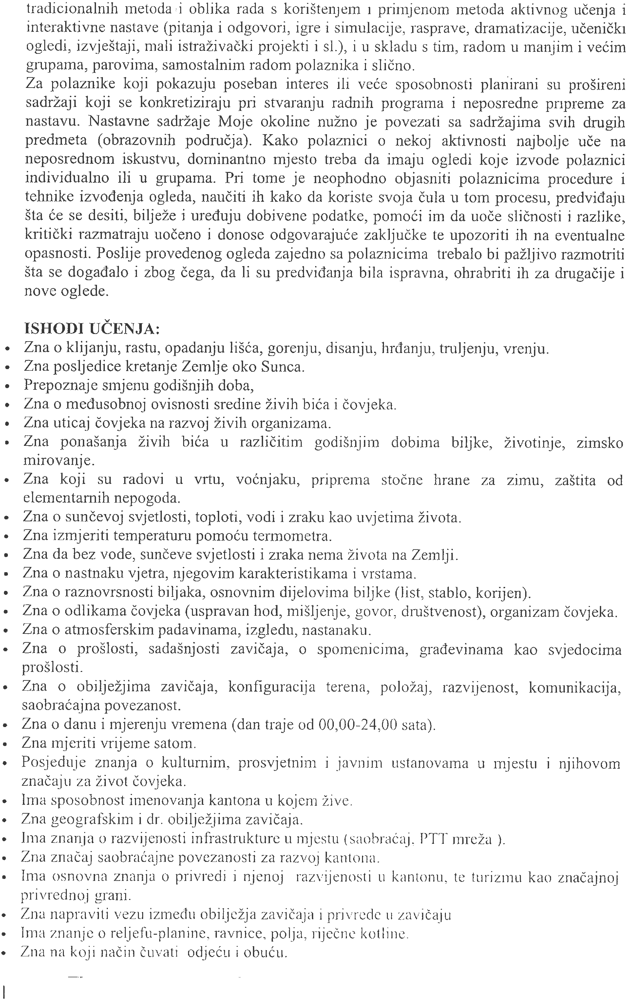 tradicionalnih metoda i oblika rada s korištenjem i primjenom metoda aktivnog učenja i
interaktivne nastave (pitanja i odgovori, igre i simulacije, rasprave, dramatizacije, učenički
ogledi, izvještaji, mali istraživački projekti i sl.), i u skladu s tim, radom u manjim i većim
grupama, parovima, samostalnim radom polaznika i slično.
Za polaznike koji pokazuju poseban interes ili veće sposobnosti planirani su prošireni
sadržaji koji se konkretiziraju pri stvaranju radnih programa i neposredne pripreme za
nastavu. Nastavne sadržaje Moje okoline nužno je povezati sa sadržajima svih drugih
predmeta (obrazovnih područja). Kako polaznici o nekoj aktivnosti najbolje uče na
neposrednom iskustvu, dominantno mjesto treba da imaju ogledi koje izvode polaznici
individualno ili u grupama. Pri tome je neophodno objasniti polaznicima procedure i
tehnike izvođenja ogleda, naučiti ih kako da koriste svoja čula u tom procesu, predviđaju
šta će se desiti, bilježe i uređuju dobivene podatke, pomoći im da uoče sličnosti i razlike,
kritički razmatraju uočeno i donose odgovarajuće zaključke te upozoriti ih na eventualne
opasnosti. Poslije provedenog ogleda zajedno sa polaznicima trebalo bi pažljivo razmotriti
šta se događalo i zbog čega, da li su predviđanja bila ispravna, ohrabriti ih za drugačije i
nove oglede.
ISHODI UČENJA:
• Zna o klijanju, rastu, opadanju lišća, gorenju, disanju, hrđanju, truljenju, vrenju.
• Zna posljedice kretanje Zemlje oko Sunca.
• Prepoznaje smjenu godišnjih doba,
• Zna o međusobnoj ovisnosti sredine živih bića i čovjeka.
• Zna uticaj čovjeka na razvoj živih organizama.
• Zna ponašanja živih bića u različitim godišnjim dobima biljke, životinje, zimsko
mirovanje.
• Zna koji su radovi u vrtu, voćnjaku, priprema stočne hrane za zimu, zaštita od
elementarnih nepogoda.
• Zna o sunčevoj svjetlosti, toploti, vodi i zraku kao uvjetima života.
• Zna izmjeriti temperaturu pomoću termometra.
• Zna da bez vode, sunčeve svjetlosti i zraka nema života na Zemlji.
• Zna o nastnaku vjetra, njegovim karakteristikama i vrstama.
• Zna o raznovrsnosti biljaka, osnovnim dijelovima biljke (list, stablo, korijen).
• Zna o odlikama čovjeka (uspravan hod, mišljenje, govor, društvenost), organizam čovjeka.
• Zna o atmosferskim padavinama, izgledu, nastanaku.
• Zna o prošlosti, sadašnjosti zavičaja, o spomenicima, građevinama kao svjedocima
prošlosti.
• Zna o obilježjima zavičaja, konfiguracija terena, položaj, razvijenost, komunikacija,
saobraćajna povezanost.
• Zna o danu i mjerenju vremena (dan traje od 00,00-24,00 sata).
• Zna mjeriti vrijeme satom.
• Posjeduje znanja o kulturnim, prosvjetnim i javnim ustanovama u mjestu i njihovom
značaju za život čovjeka.
• Ima sposobnost imenovanja kantona u kojem žive.
• Zna geografskim i dr. obilježjima zavičaja.
• Ima znanja o razvijenosti infrastrukture u mjestu (saobraćaj, PTT mreža ).
• Zna značaj saobraćajne povezanosti za razvoj kantona.
• Ima osnovna znanja o privredi i njenoj razvijenosti u kantonu, te turizmu kao značajnoj
privrednoj grani.
• Zna napraviti vezu između obilježja zavičaja i privrede u zavičaju
• Ima znanje o reljefu-planine, ravnice, polja, riječne kotline.
• Zna na koji način čuvati odjeću i obuću.